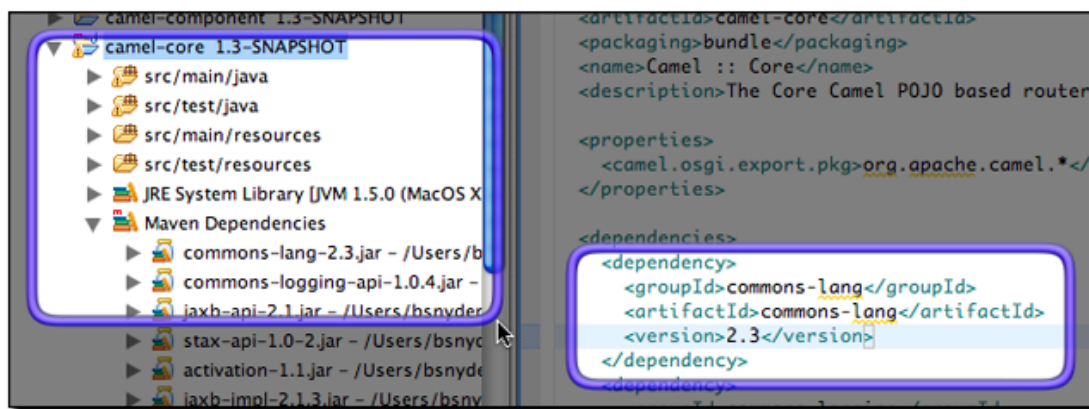 camel-component 1.3-SNAPSHOT
camel-core 1.3-SNAPSHOT
src/main/java
src/test/java
src/main/resources
src/test/resources
JRE System Library [JVM 1.5.0 (MacOS X
Maven Dependencies
commons-lang-2.3.jar - /Users/b
commons-logging-api-1.0.4.jar -
jaxb-api-2.1.jar - /Users/bsnyder
stax-api-1.0-2.jar - /Users/bsnyd
activation-1.1.jar - /Users/bsnyde
jaxb-impl-2.1.3.jar - /Users/bsny
<artifactId>camel-core</artifactId>
<packaging>bundle</packaging>
<name>Camel :: Core</name>
<description>The Core Camel POJO based router
<properties>
<camel.osgi.export.pkg>org.apache.camel.*</
</properties>
<dependencies>
<dependency>
<groupId>commons-lang</groupId>
<artifactId>commons-lang</artifactId>
<version>2.3</version>
</dependency>
<dependency>